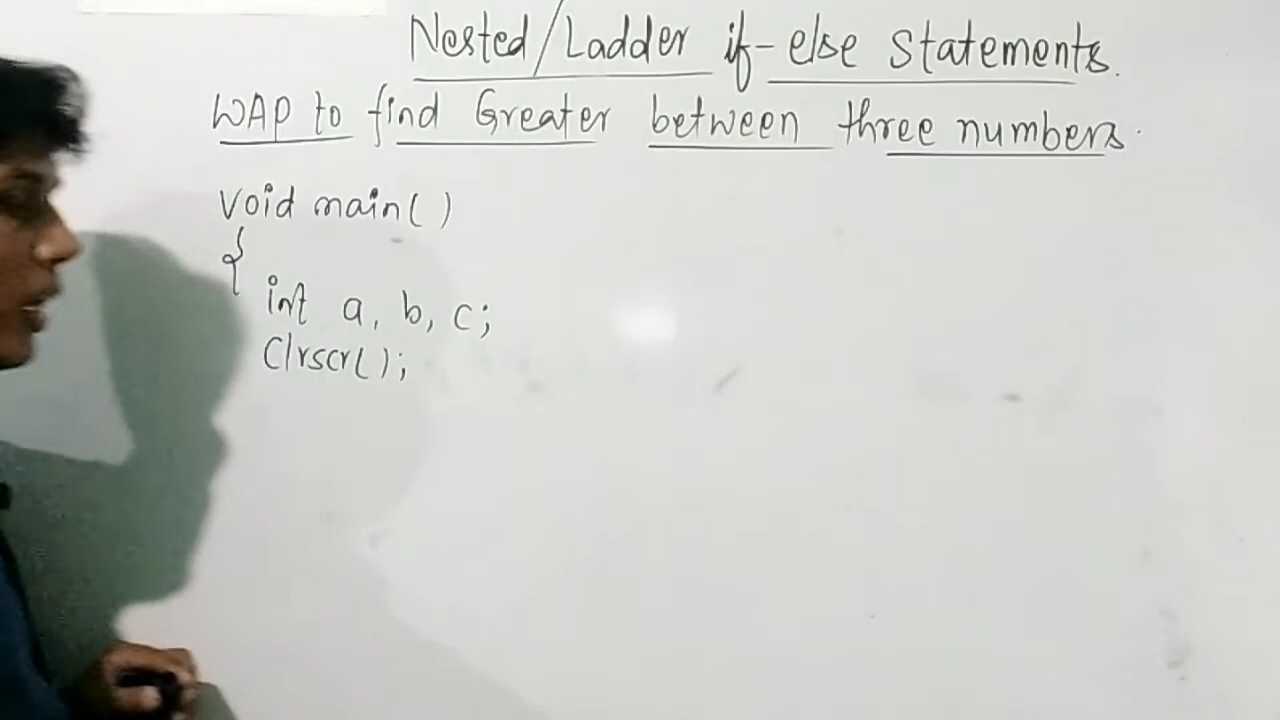 Nested/Ladder if-else Statements.
WAP to find Greater between three numbers.
Void main()
{
int a, b, c;
Clrscr();